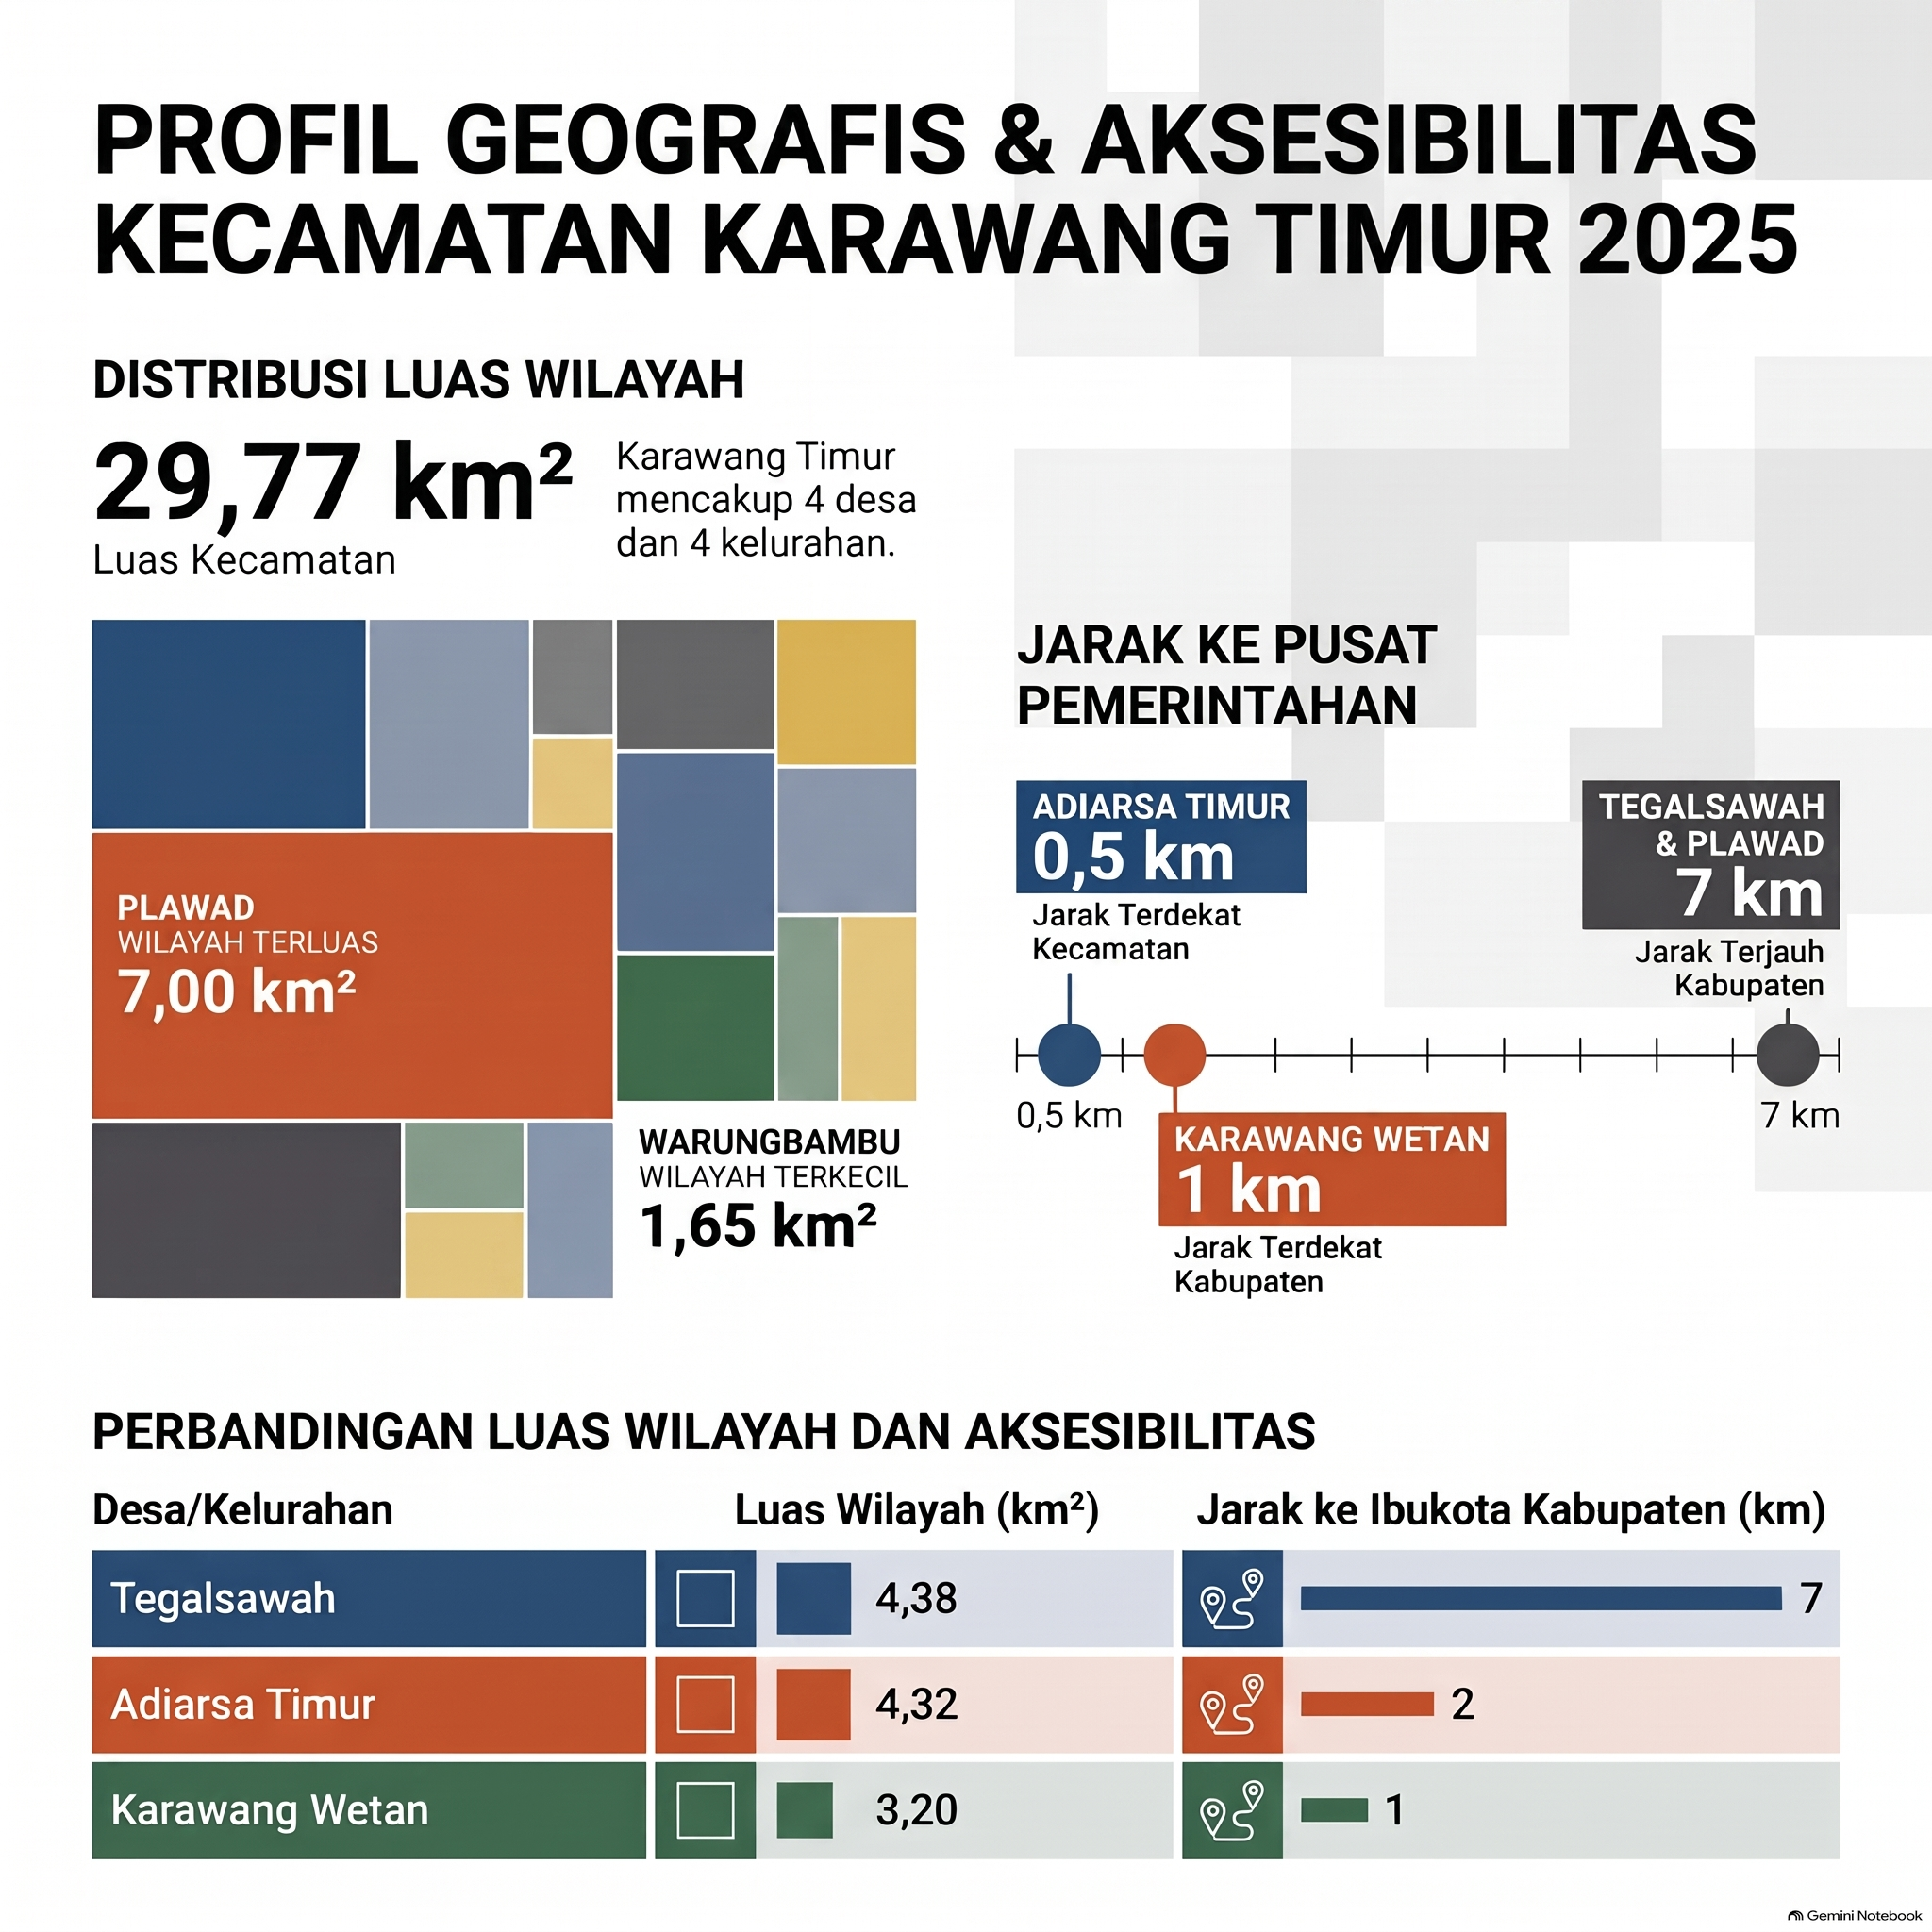 PROFIL GEOGRAFIS & AKSESIBILITAS
KECAMATAN KARAWANG TIMUR 2025
DISTRIBUSI LUAS WILAYAH
29,77 km²
Luas Kecamatan
Karawang Timur
mencakup 4 desa
dan 4 kelurahan.
PLAWAD
WILAYAH TERLUAS
7,00 km²
WARUNGBAMBU
WILAYAH TERKECIL
1,65 km²
JARAK KE PUSAT
PEMERINTAHAN
ADIARSA TIMUR
0,5 km
Jarak Terdekat
Kecamatan
TEGALSAWAH
& PLAWAD
7 km
Jarak Terjauh
Kabupaten
0,5 km
7 km
KARAWANG WETAN
1 km
Jarak Terdekat
Kabupaten
PERBANDINGAN LUAS WILAYAH DAN AKSESIBILITAS
Desa/Kelurahan Luas Wilayah (km²) Jarak ke Ibukota Kabupaten (km)
Tegalsawah 4,38 7
Adiarsa Timur 4,32 2
Karawang Wetan 3,20 1
Gemini Notebook